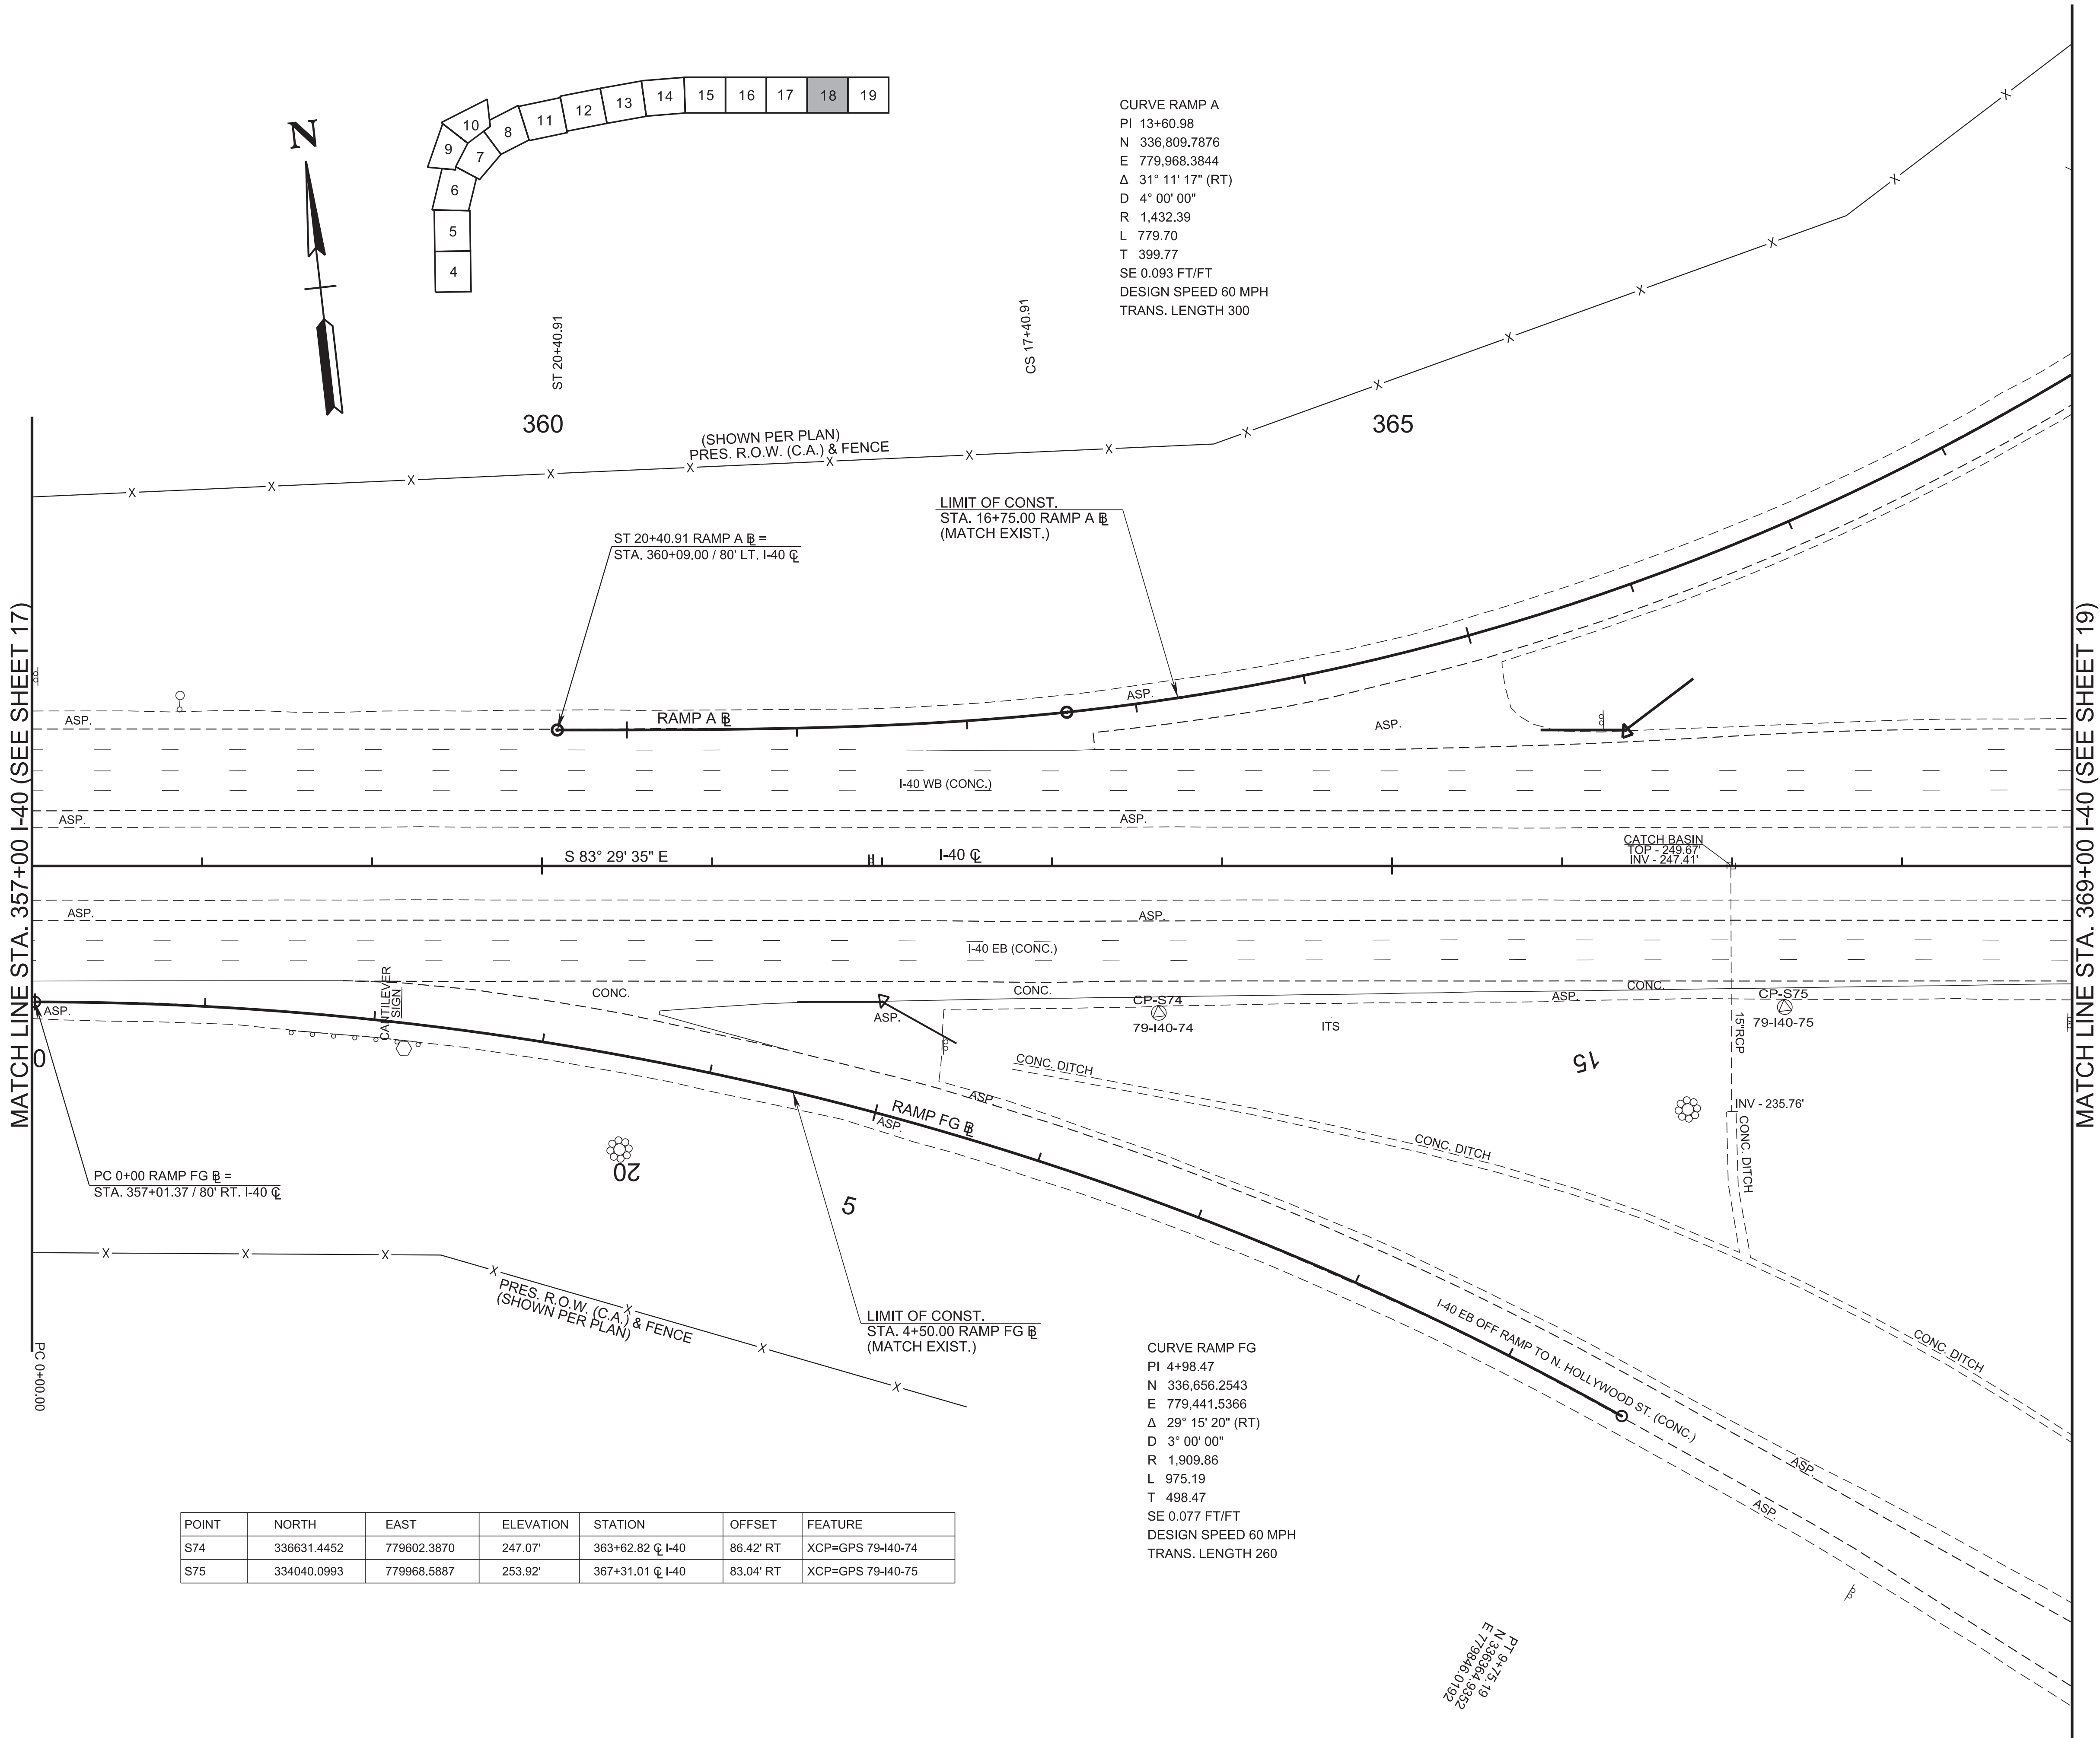 N
4
5
6
7
8
9
10
11
12
13
14
15
16
17
18
19
CURVE RAMP A
PI 13+60.98
N 336,809.7876
E 779,968.3844
Δ 31° 11' 17" (RT)
D 4° 00' 00"
R 1,432.39
L 779.70
T 399.77
SE 0.093 FT/FT
DESIGN SPEED 60 MPH
TRANS. LENGTH 300
ST 20+40.91
CS 17+40.91
360
365
(SHOWN PER PLAN)
PRES. R.O.W. (C.A.) & FENCE
LIMIT OF CONST.
STA. 16+75.00 RAMP A ℄
(MATCH EXIST.)
ST 20+40.91 RAMP A BL =
STA. 360+09.00 / 80' LT. I-40 ℄
MATCH LINE STA. 357+00 I-40 (SEE SHEET 17)
MATCH LINE STA. 369+00 I-40 (SEE SHEET 19)
ASP.
RAMP A BL
ASP.
ASP.
I-40 WB (CONC.)
ASP.
ASP.
CATCH BASIN
TOP - 249.67'
INV - 247.41'
S 83° 29' 35" E
I-40 ℄
ASP.
ASP.
I-40 EB (CONC.)
CANTILEVER
SIGN
CONC.
CONC.
CONC.
ASP.
ASP.
ASP.
CP-S74
79-I40-74
ITS
CP-S75
79-I40-75
15"RCP
0
15
CONC. DITCH
ASP.
RAMP FG BL
ASP.
INV - 235.76'
CONC. DITCH
CONC. DITCH
20
5
PC 0+00 RAMP FG BL =
STA. 357+01.37 / 80' RT. I-40 ℄
PRES. R.O.W. (C.A.) & FENCE
(SHOWN PER PLAN)
LIMIT OF CONST.
STA. 4+50.00 RAMP FG BL
(MATCH EXIST.)
PC 0+00.00
I-40 EB OFF RAMP TO N. HOLLYWOOD ST. (CONC.)
CONC. DITCH
ASP.
ASP.
CURVE RAMP FG
PI 4+98.47
N 336,656.2543
E 779,441.5366
Δ 29° 15' 20" (RT)
D 3° 00' 00"
R 1,909.86
L 975.19
T 498.47
SE 0.077 FT/FT
DESIGN SPEED 60 MPH
TRANS. LENGTH 260
POINT NORTH EAST ELEVATION STATION OFFSET FEATURE
S74 336631.4452 779602.3870 247.07' 363+62.82 ℄ I-40 86.42' RT XCP=GPS 79-I40-74
S75 334040.0993 779968.5887 253.92' 367+31.01 ℄ I-40 83.04' RT XCP=GPS 79-I40-75
PT 9+75.19
N 336364.9352
E 779846.0192